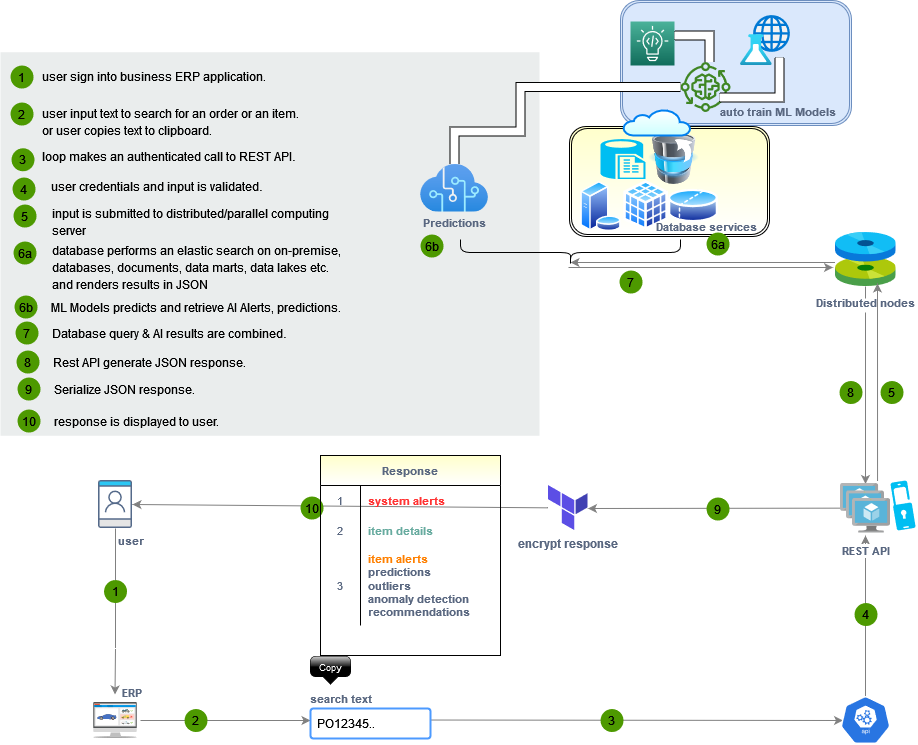 1 user sign into business ERP application.
2 user input text to search for an order or an item.
or user copies text to clipboard.
3 loop makes an authenticated call to REST API.
4 user credentials and input is validated.
5 input is submitted to distributed/parallel computing
server
6a database performs an elastic search on on-premise,
databases, documents, data marts, data lakes etc.
and renders results in JSON
6b ML Models predicts and retrieve AI Alerts, predictions.
7 Database query & AI results are combined.
8 Rest API generate JSON response.
9 Serialize JSON response.
10 response is displayed to user.
auto train ML Models
Predictions
6b
Database services
6a
7
Distributed nodes
8
5
Response
1 system alerts
2 item details
item alerts
predictions
3 outliers
anomaly detection
recommendations
10
encrypt response
9
REST API
user
1
4
Copy
ERP
search text
2
PO12345..
3
api